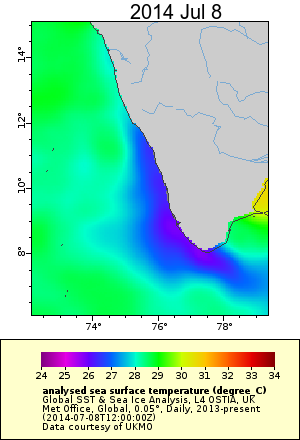 2014 Jul 8
14°
12°
10°
8°
74° 76° 78°
24 25 26 27 28 29 30 31 32 33 34
analysed sea surface temperature (degree_C)
Global SST & Sea Ice Analysis, L4 OSTIA, UK
Met Office, Global, 0.05°, Daily, 2013-present
(2014-07-08T12:00:00Z)
Data courtesy of UKMO